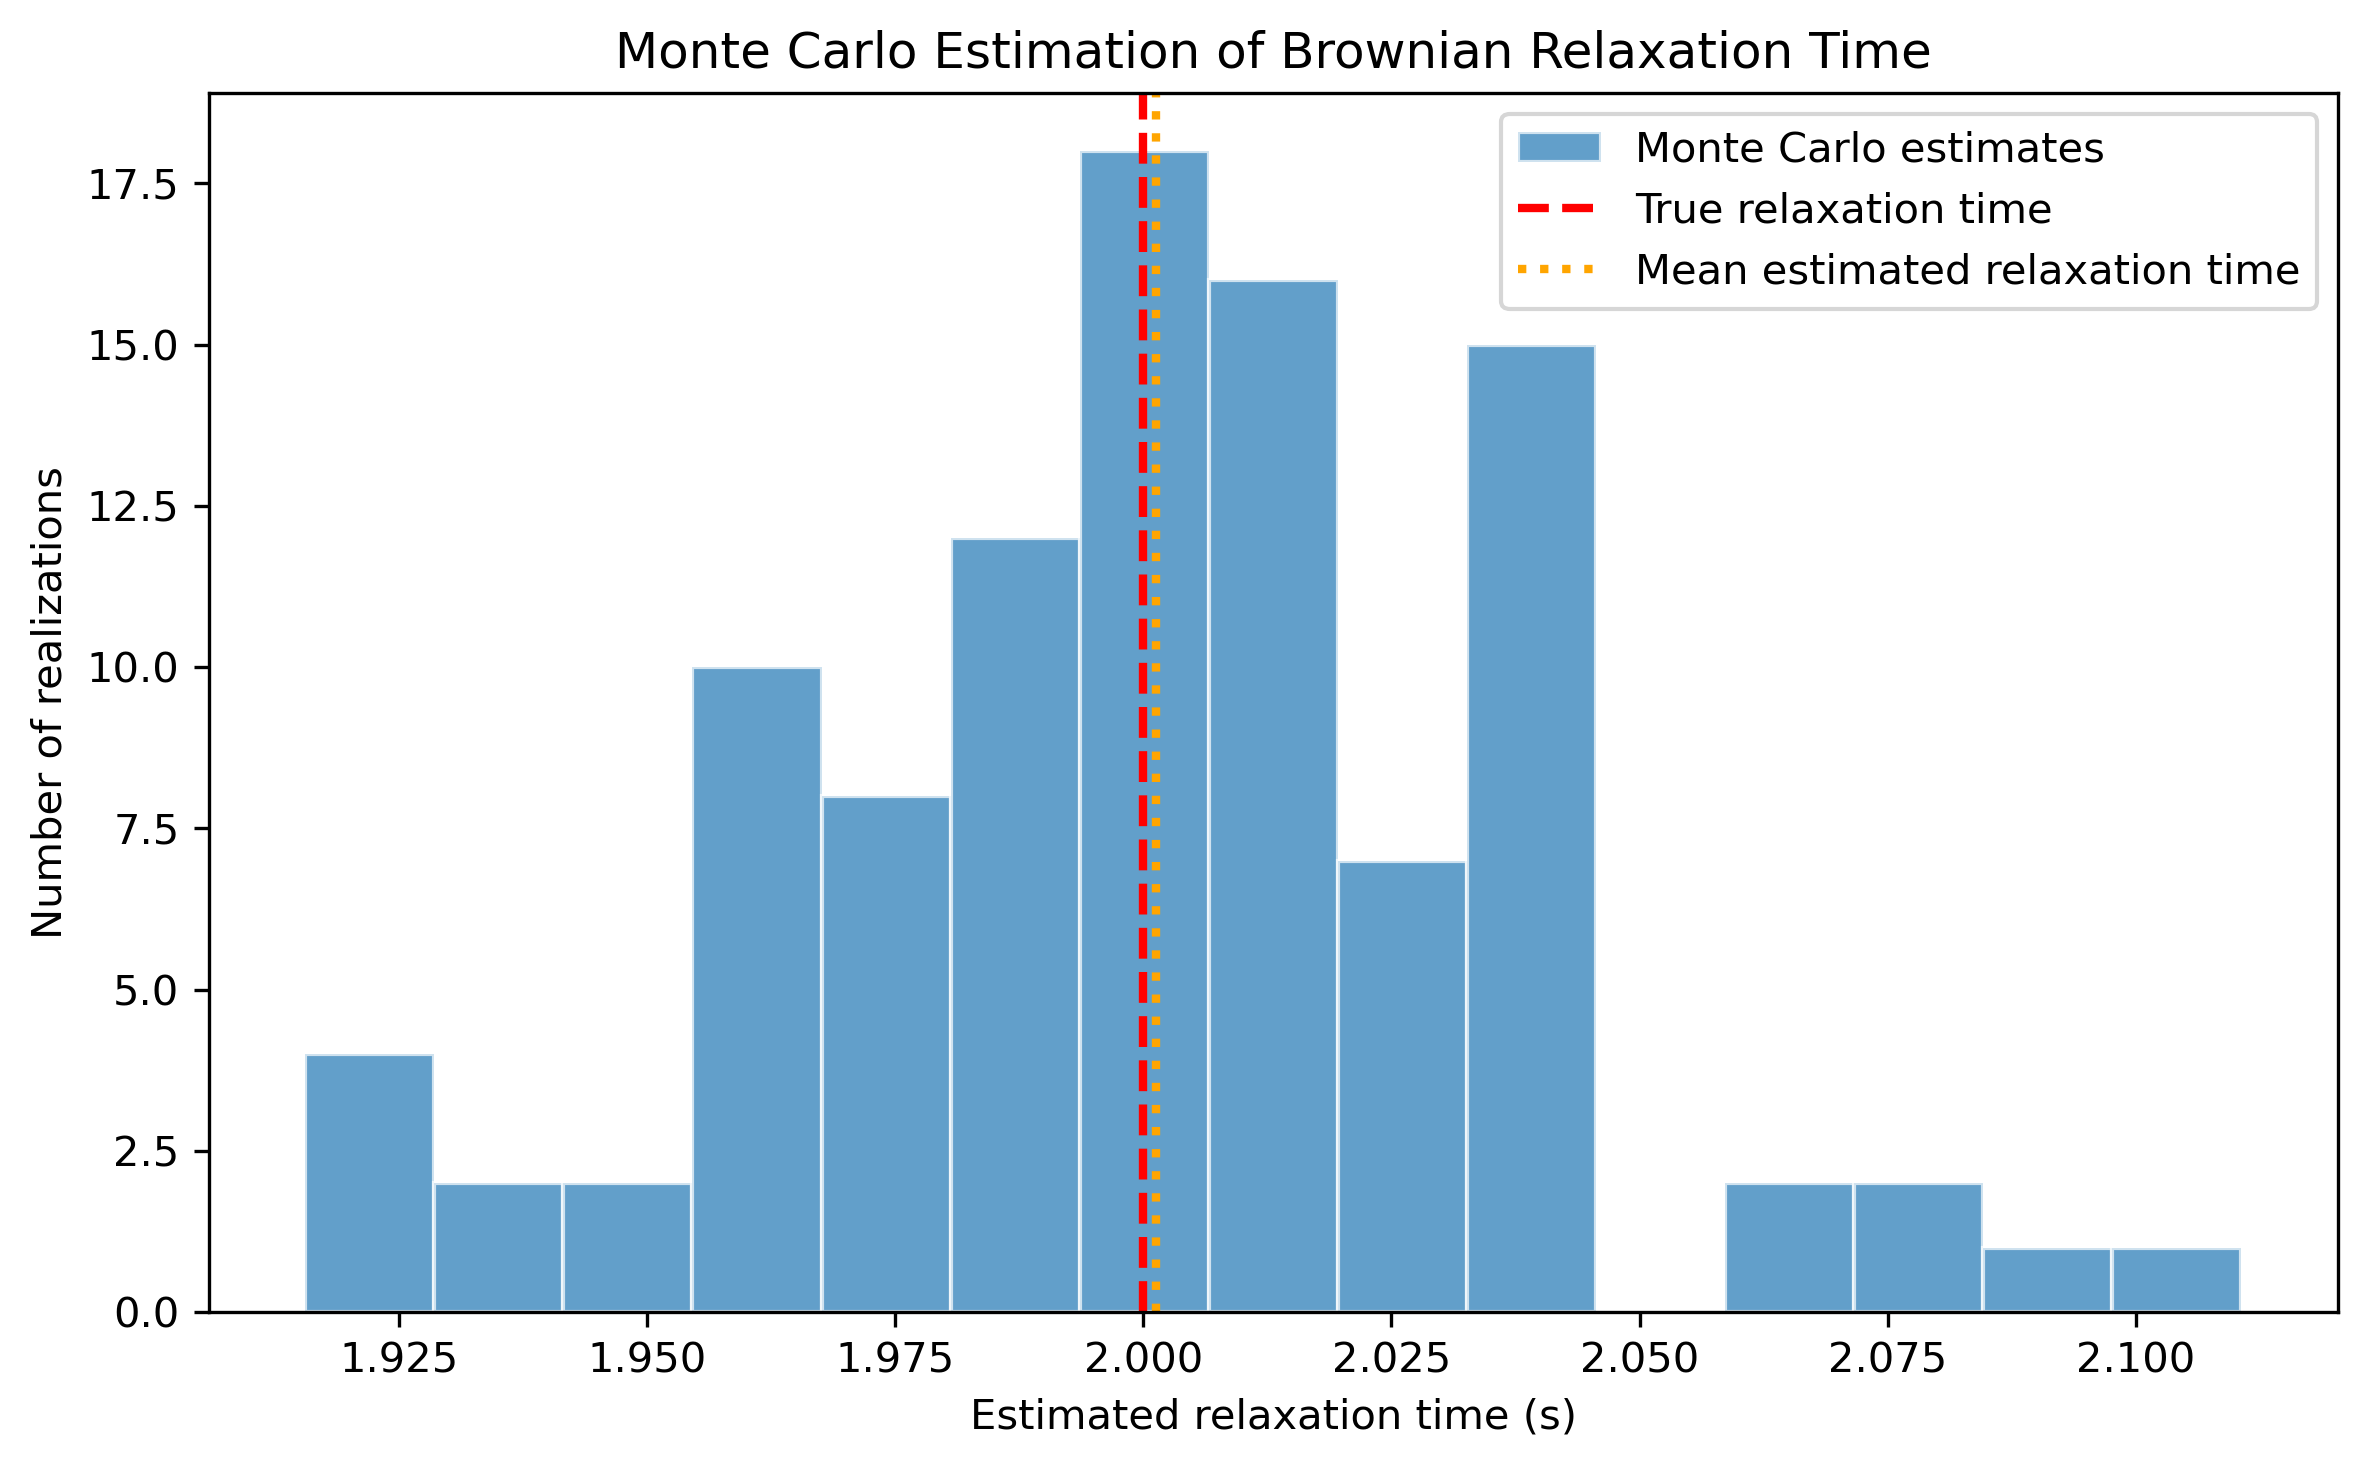 Monte Carlo Estimation of Brownian Relaxation Time
Monte Carlo estimates
True relaxation time
Mean estimated relaxation time
Number of realizations
17.5
15.0
12.5
10.0
7.5
5.0
2.5
0.0
1.925 1.950 1.975 2.000 2.025 2.050 2.075 2.100
Estimated relaxation time (s)